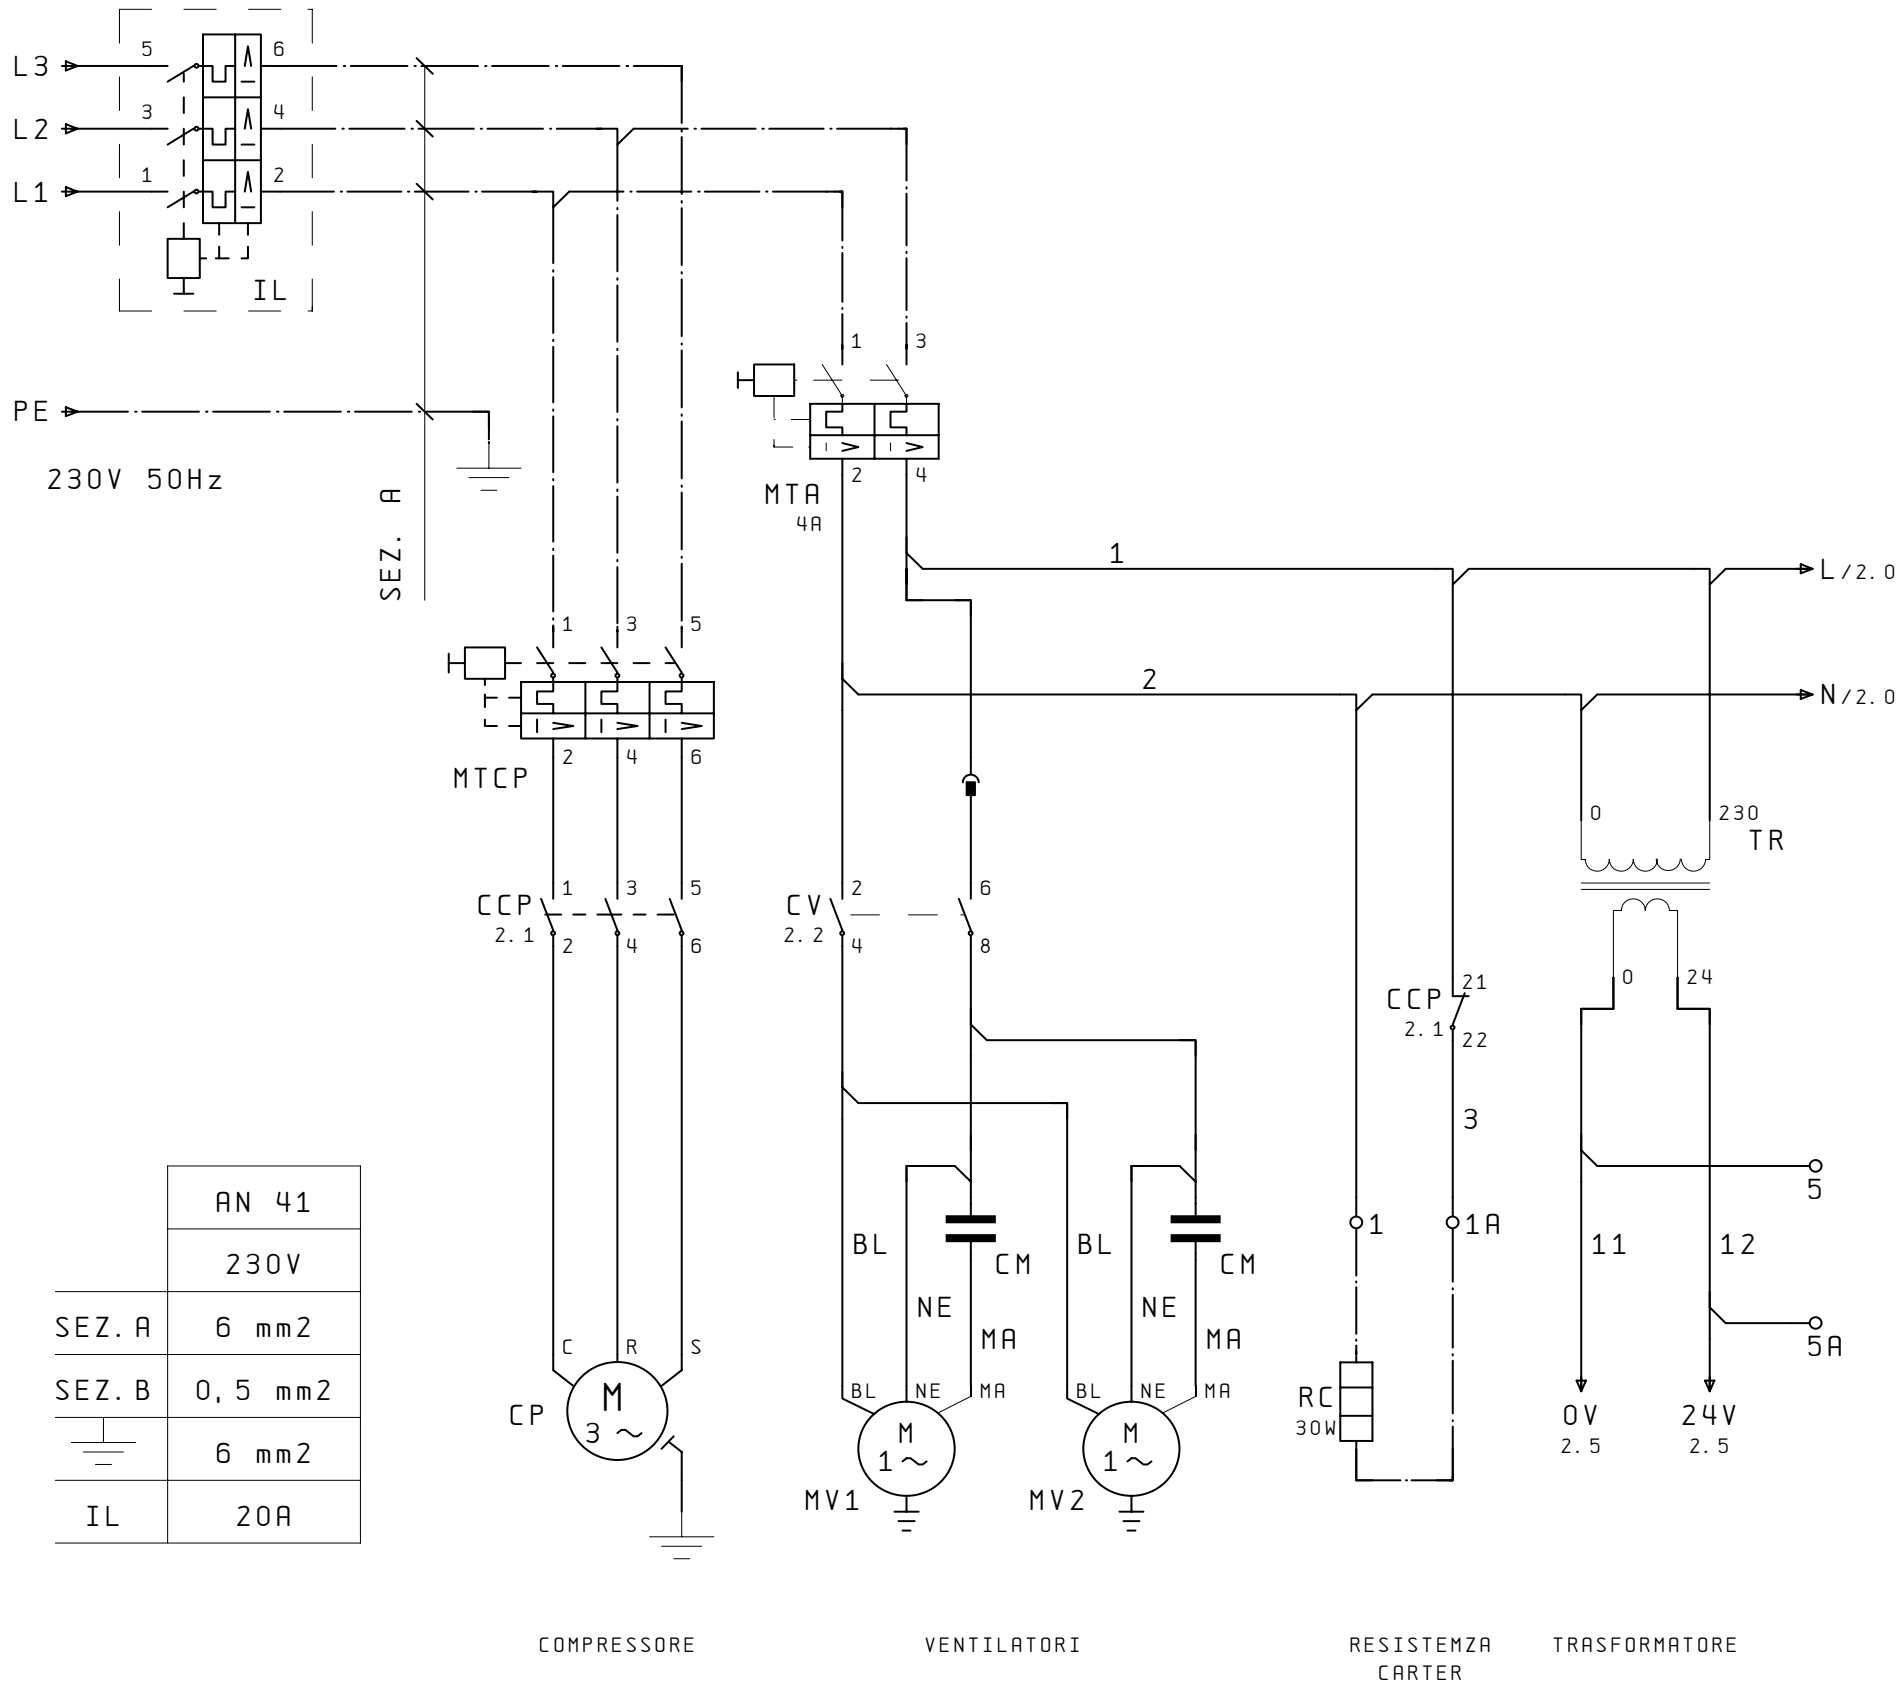 5 6
L3
3 4
L2
1 2
L1
IL
PE
230V 50Hz
SEZ. A
1 3
2 4
MTA
4A
1
L/2.0
1 3 5
2
N/2.0
2 4 6
MTCP
0 230
TR
1 3 5
CCP
2.1
2 4 6
2 6
CV
2.2
4 8
0 24
21
CCP
2.1
22
3
5
1 1A
AN 41
230V
SEZ.A 6 mm2
SEZ.B 0,5 mm2
6 mm2
IL 20A
BL CM BL CM
11 12
NE NE
MA MA
5A
C R S
M
3 ~
CP
BL NE MA
M
1 ~
MV1
BL NE MA
M
1 ~
MV2
RC
30W
0V
2.5
24V
2.5
COMPRESSORE
VENTILATORI
RESISTEMZA
CARTER
TRASFORMATORE